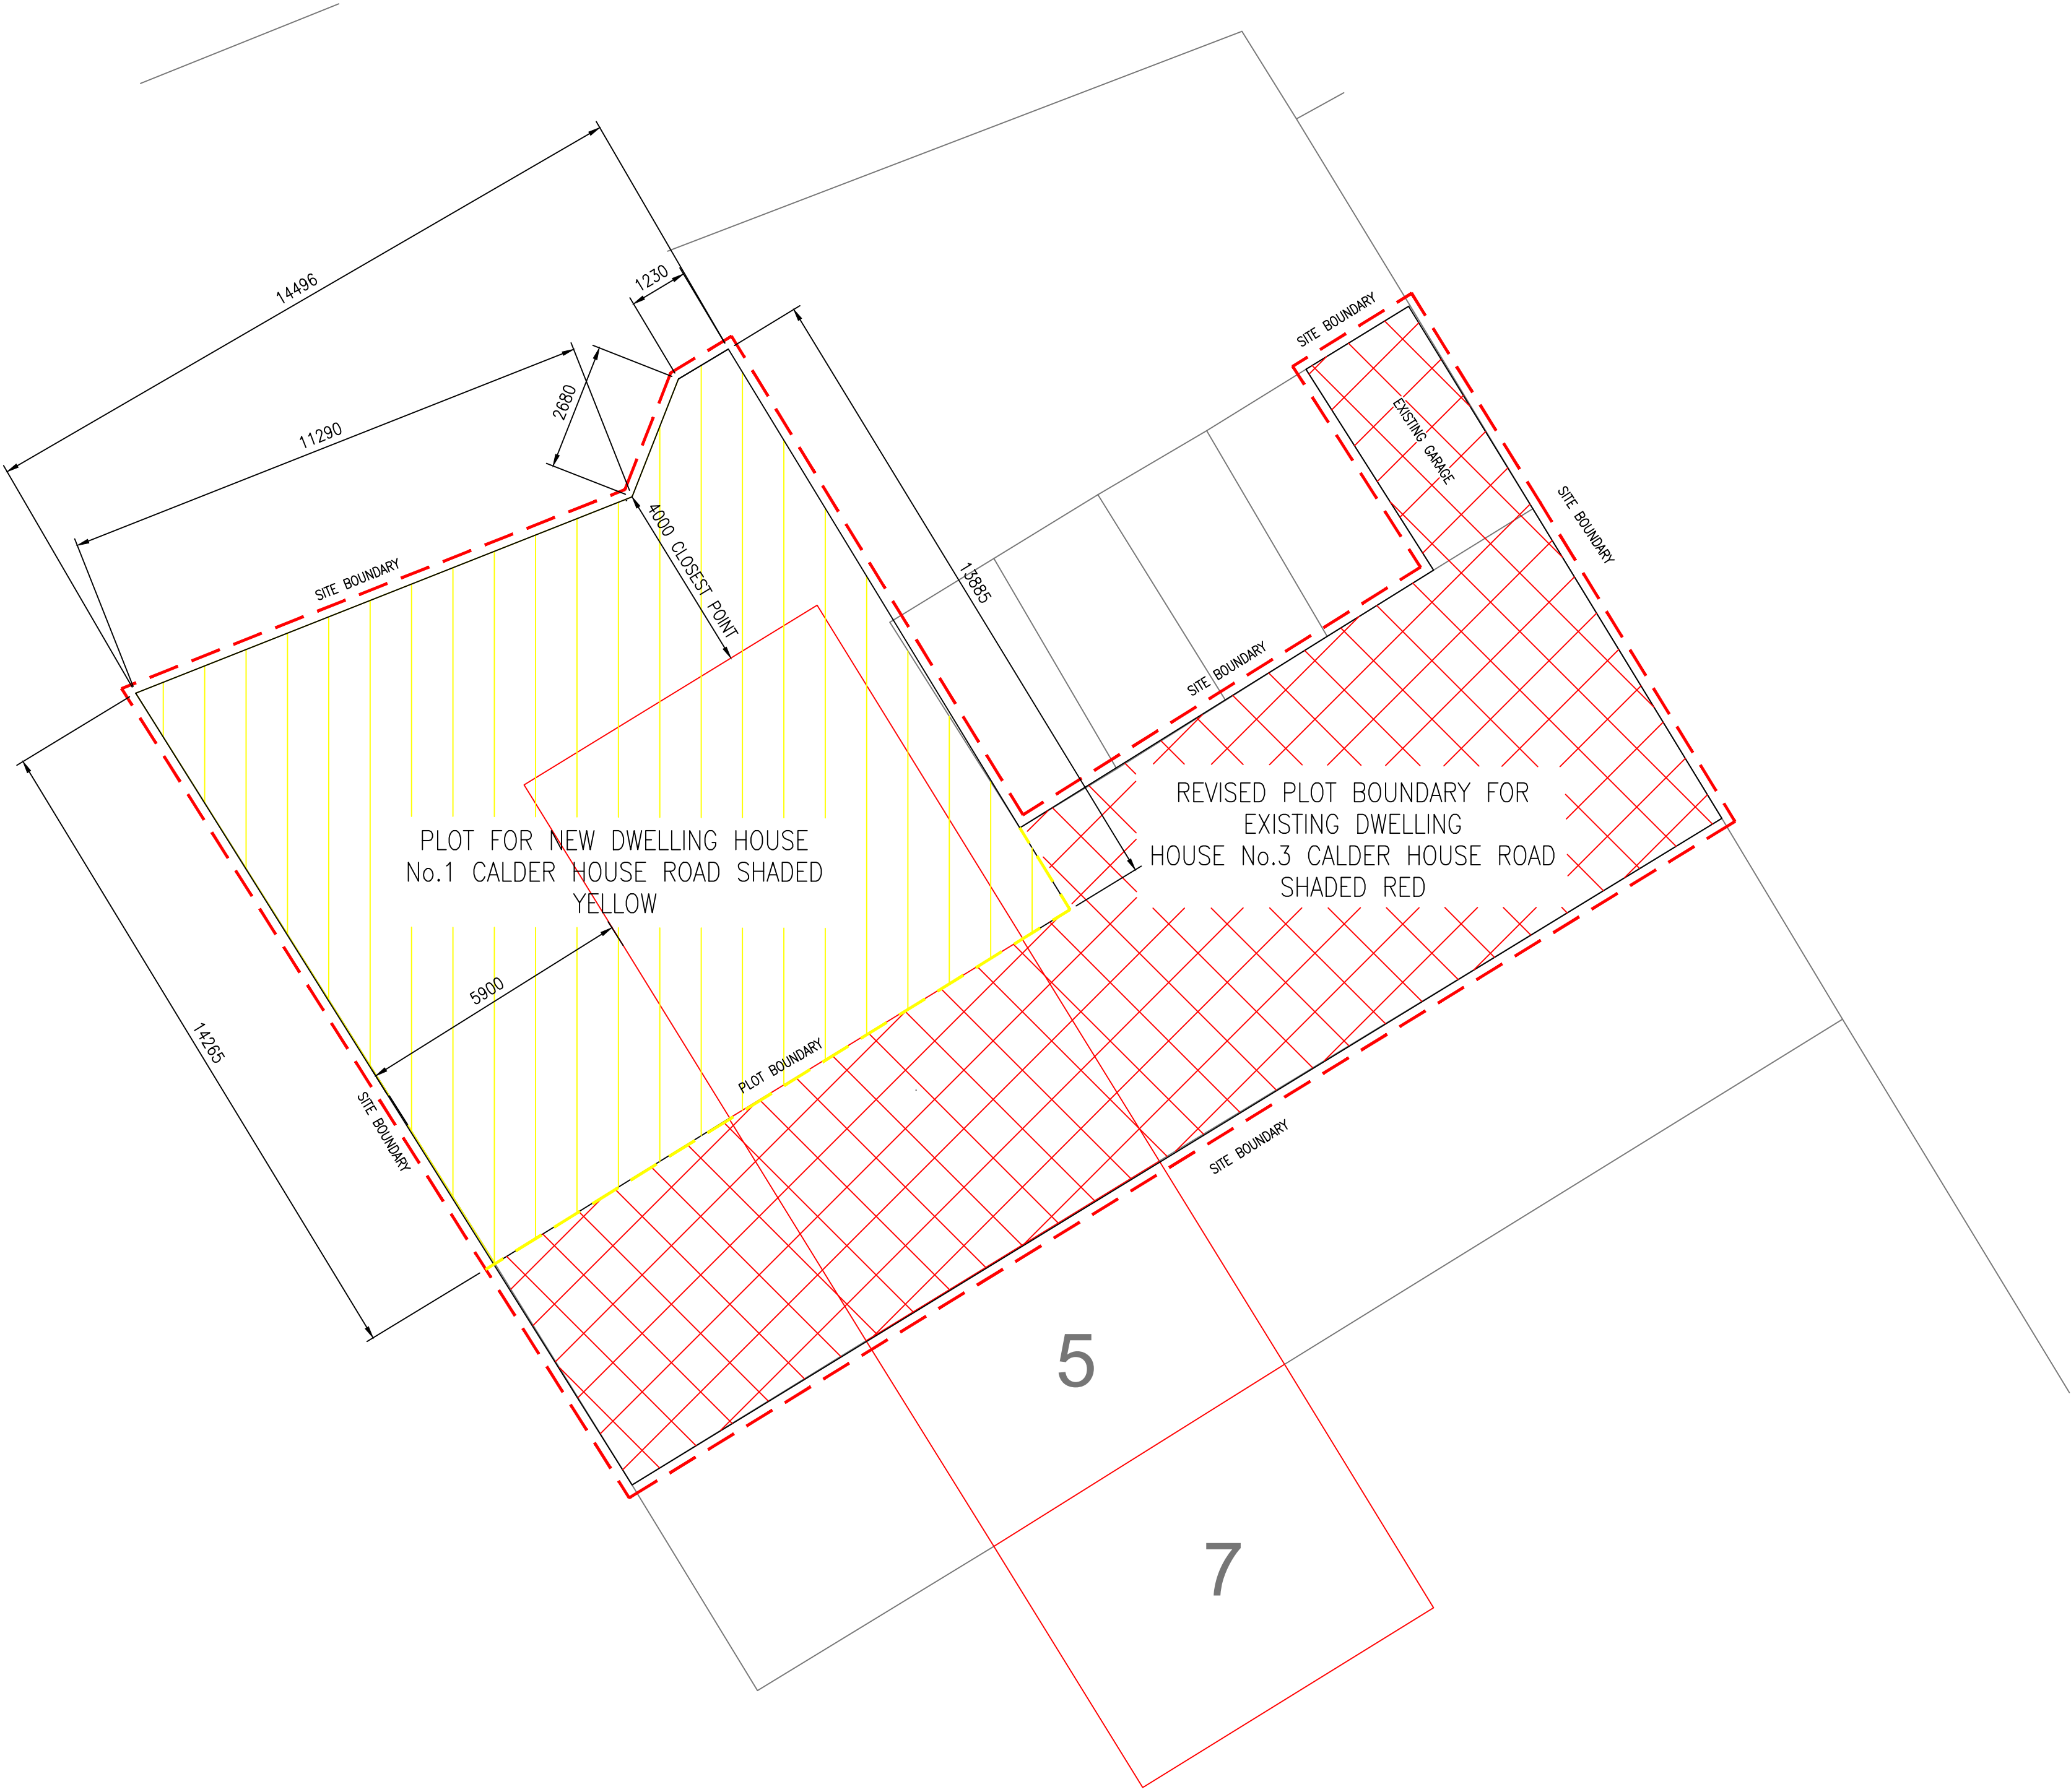 14496
1230
2680
11290
SITE BOUNDARY
EXISTING GARAGE
SITE BOUNDARY
4000 CLOSEST POINT
13885
SITE BOUNDARY
SITE BOUNDARY
REVISED PLOT BOUNDARY FOR
EXISTING DWELLING
HOUSE No.3 CALDER HOUSE ROAD
SHADED RED
PLOT FOR NEW DWELLING HOUSE
No.1 CALDER HOUSE ROAD SHADED
YELLOW
5900
14265
PLOT BOUNDARY
SITE BOUNDARY
SITE BOUNDARY
5
7